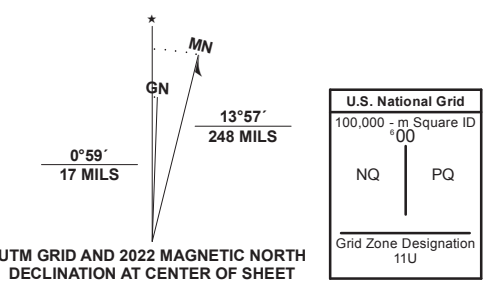 ★
MN
GN
13°57´
248 MILS
0°59´
17 MILS
UTM GRID AND 2022 MAGNETIC NORTH
DECLINATION AT CENTER OF SHEET
U.S. National Grid
100,000 - m Square ID
⁶00
NQ PQ
Grid Zone Designation
11U